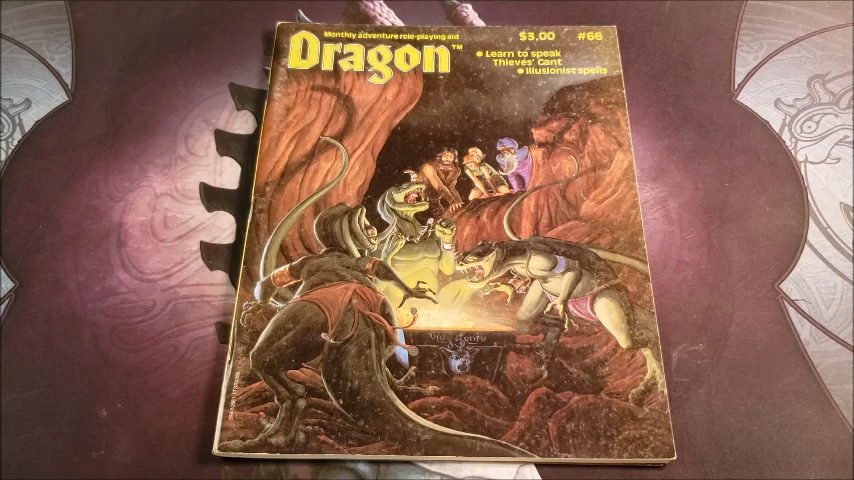 Monthly adventure role-playing aid
Dragon™
$3.00 #66
• Learn to speak
Thieves' Cant
• Illusionist spells